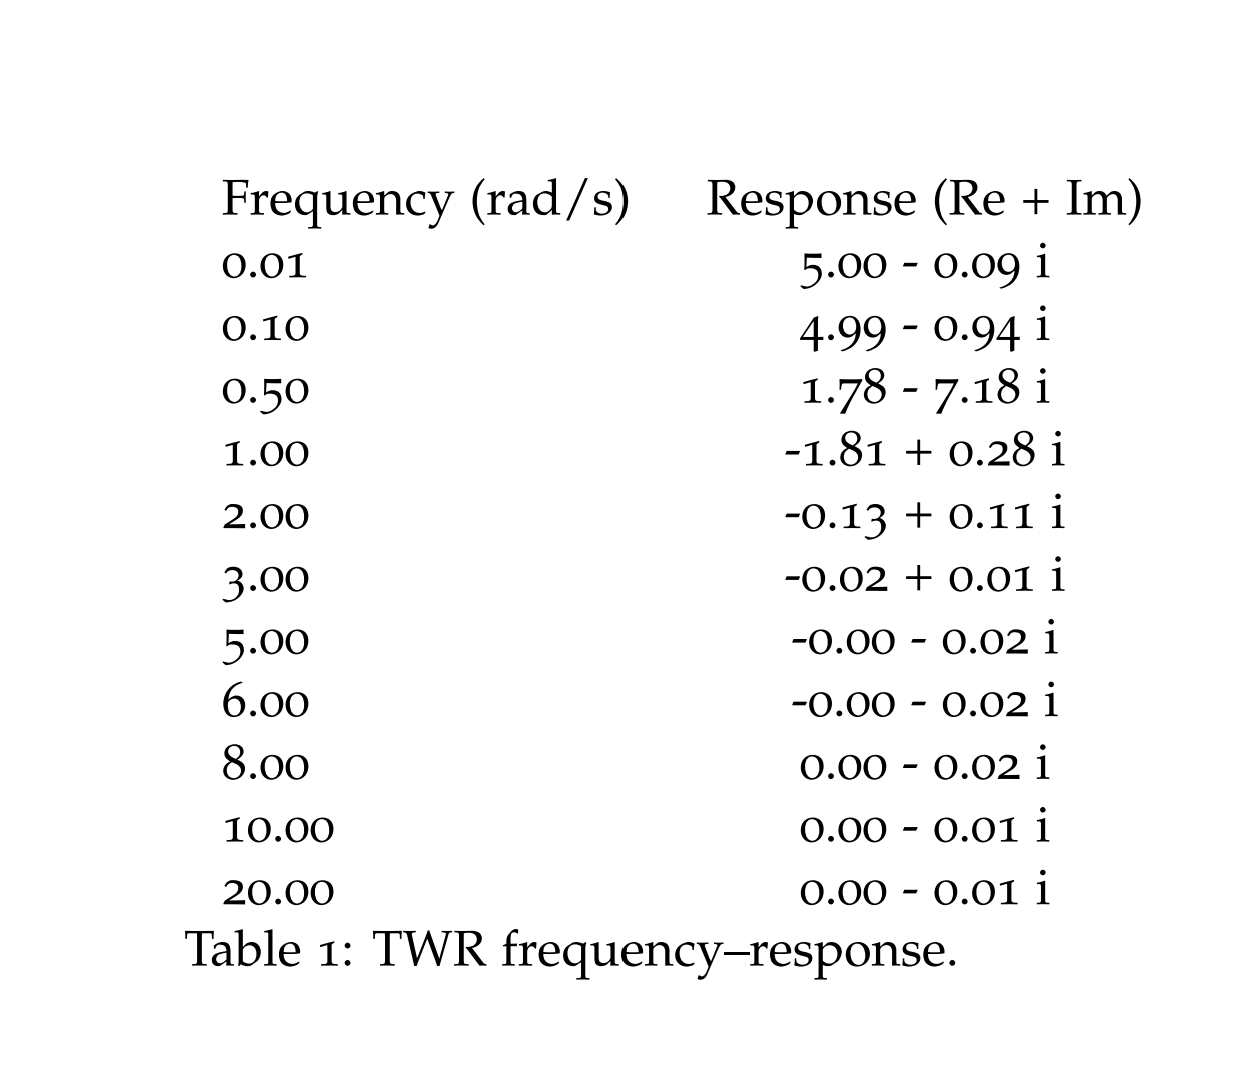 Frequency (rad/s) Response (Re + Im)
0.01 5.00 - 0.09 i
0.10 4.99 - 0.94 i
0.50 1.78 - 7.18 i
1.00 -1.81 + 0.28 i
2.00 -0.13 + 0.11 i
3.00 -0.02 + 0.01 i
5.00 -0.00 - 0.02 i
6.00 -0.00 - 0.02 i
8.00 0.00 - 0.02 i
10.00 0.00 - 0.01 i
20.00 0.00 - 0.01 i
Table 1: TWR frequency–response.